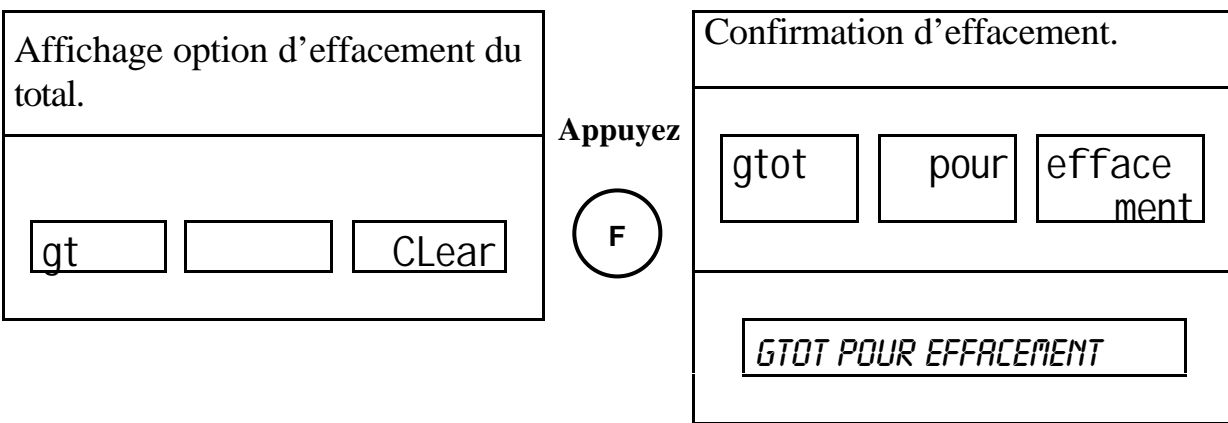 Affichage option d'effacement du
total.
gt CLear
Appuyez
F
Confirmation d'effacement.
gtot pour efface
ment
GTOT POUR EFFACEMENT